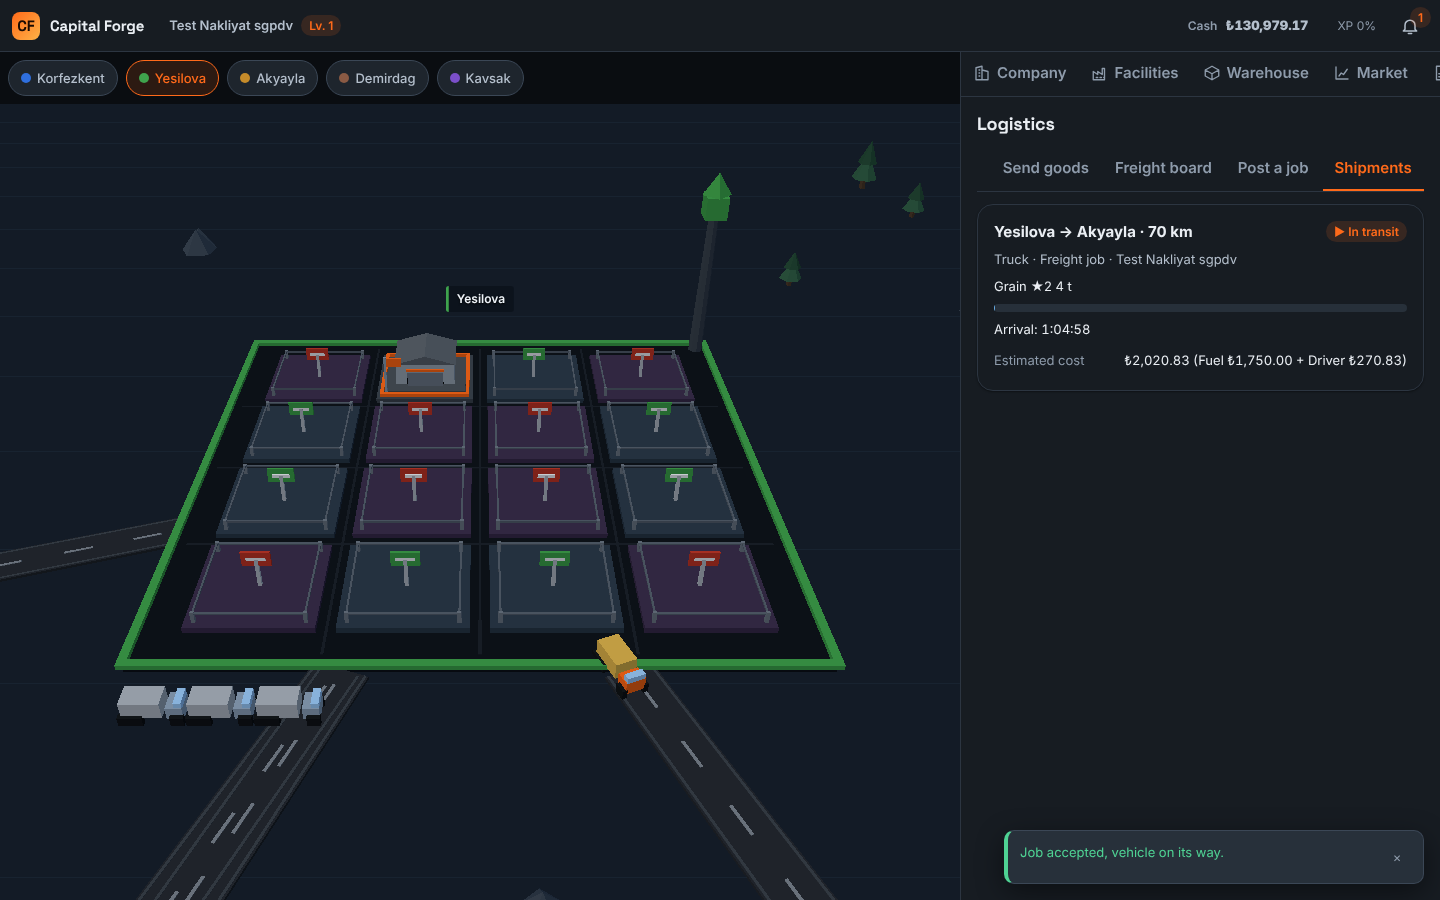 CF Capital Forge Test Nakliyat sgpdv Lv. 1 Cash ₺130,979.17 XP 0% 1
Korfezkent Yesilova Akyayla Demirdag Kavsak
Company Facilities Warehouse Market
Logistics
Send goods Freight board Post a job Shipments
Yesilova → Akyayla · 70 km ▶ In transit
Truck · Freight job · Test Nakliyat sgpdv
Grain ★2 4 t
Arrival: 1:04:58
Estimated cost ₺2,020.83 (Fuel ₺1,750.00 + Driver ₺270.83)
Yesilova
Job accepted, vehicle on its way. ×